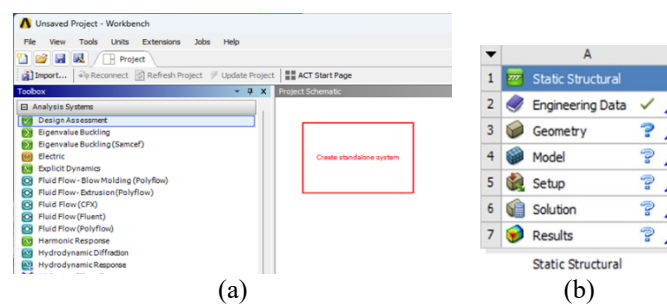 Unsaved Project - Workbench
File View Tools Units Extensions Jobs Help
Project
Import... Reconnect Refresh Project Update Project ACT Start Page
Toolbox
Project Schematic
Analysis Systems
Design Assessment
Eigenvalue Buckling
Eigenvalue Buckling (Samcef)
Electric
Explicit Dynamics
Fluid Flow - Blow Molding (Polyflow)
Fluid Flow - Extrusion (Polyflow)
Fluid Flow (CFX)
Fluid Flow (Fluent)
Fluid Flow (Polyflow)
Harmonic Response
Hydrodynamic Diffraction
Hydrodynamic Response
Create standalone system
(a)
A
1 Static Structural
2 Engineering Data
3 Geometry
4 Model
5 Setup
6 Solution
7 Results
Static Structural
(b)